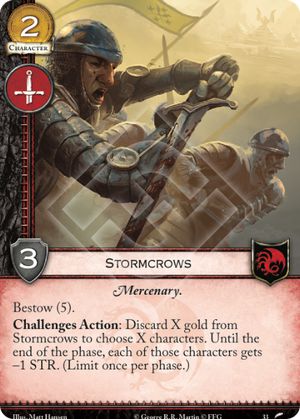 2
CHARACTER
3
STORMCROWS
Mercenary.
Bestow (5).
Challenges Action: Discard X gold from
Stormcrows to choose X characters. Until
the end of the phase, each of those characters gets
–1 STR. (Limit once per phase.)
Illus. Matt Hansen
© George R.R. Martin © FFG